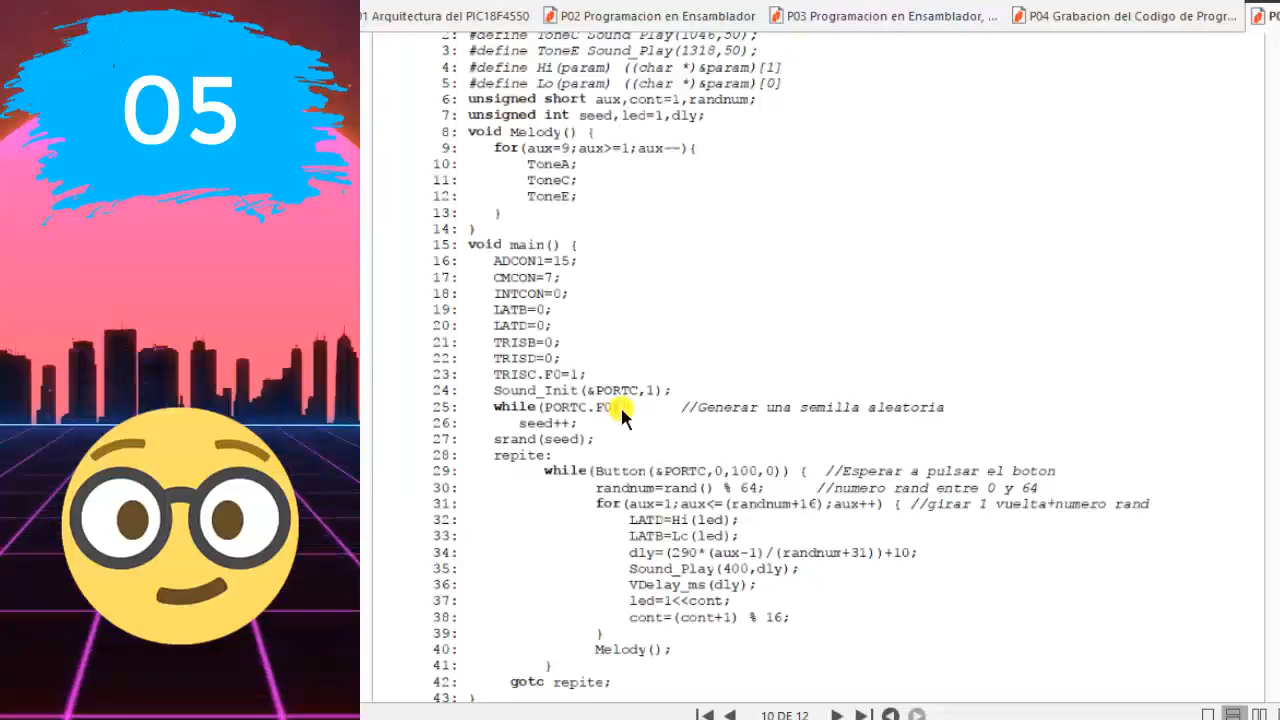 05
01 Arquitectura del PIC18F4550 P02 Programacion en Ensamblador P03 Programacion en Ensamblador, ... P04 Grabacion del Codigo de Progr...
2: #define ToneC Sound_Play(1046,50);
3: #define ToneE Sound_Play(1318,50);
4: #define Hi(param) ((char *)&param)[1]
5: #define Lo(param) ((char *)&param)[0]
6: unsigned short aux,cont=1,randnum;
7: unsigned int seed,led=1,dly;
8: void Melody() {
9: for(aux=9;aux>=1;aux--){
10: ToneA;
11: ToneC;
12: ToneE;
13: }
14: }
15: void main() {
16: ADCON1=15;
17: CMCON=7;
18: INTCON=0;
19: LATB=0;
20: LATD=0;
21: TRISB=0;
22: TRISD=0;
23: TRISC.F0=1;
24: Sound_Init(&PORTC,1);
25: while(PORTC.F0 //Generar una semilla aleatoria
26: seed++;
27: srand(seed);
28: repite:
29: while(Button(&PORTC,0,100,0)) { //Esperar a pulsar el boton
30: randnum=rand() % 64; //numero rand entre 0 y 64
31: for(aux=1;aux<=(randnum+16);aux++) { //girar 1 vuelta+numero rand
32: LATD=Hi(led);
33: LATB=Lo(led);
34: dly=(290*(aux-1)/(randnum+31))+10;
35: Sound_Play(400,dly);
36: VDelay_ms(dly);
37: led=1<<cont;
38: cont=(cont+1) % 16;
39: }
40: Melody();
41: }
42: goto repite;
43: }
10 DE 12